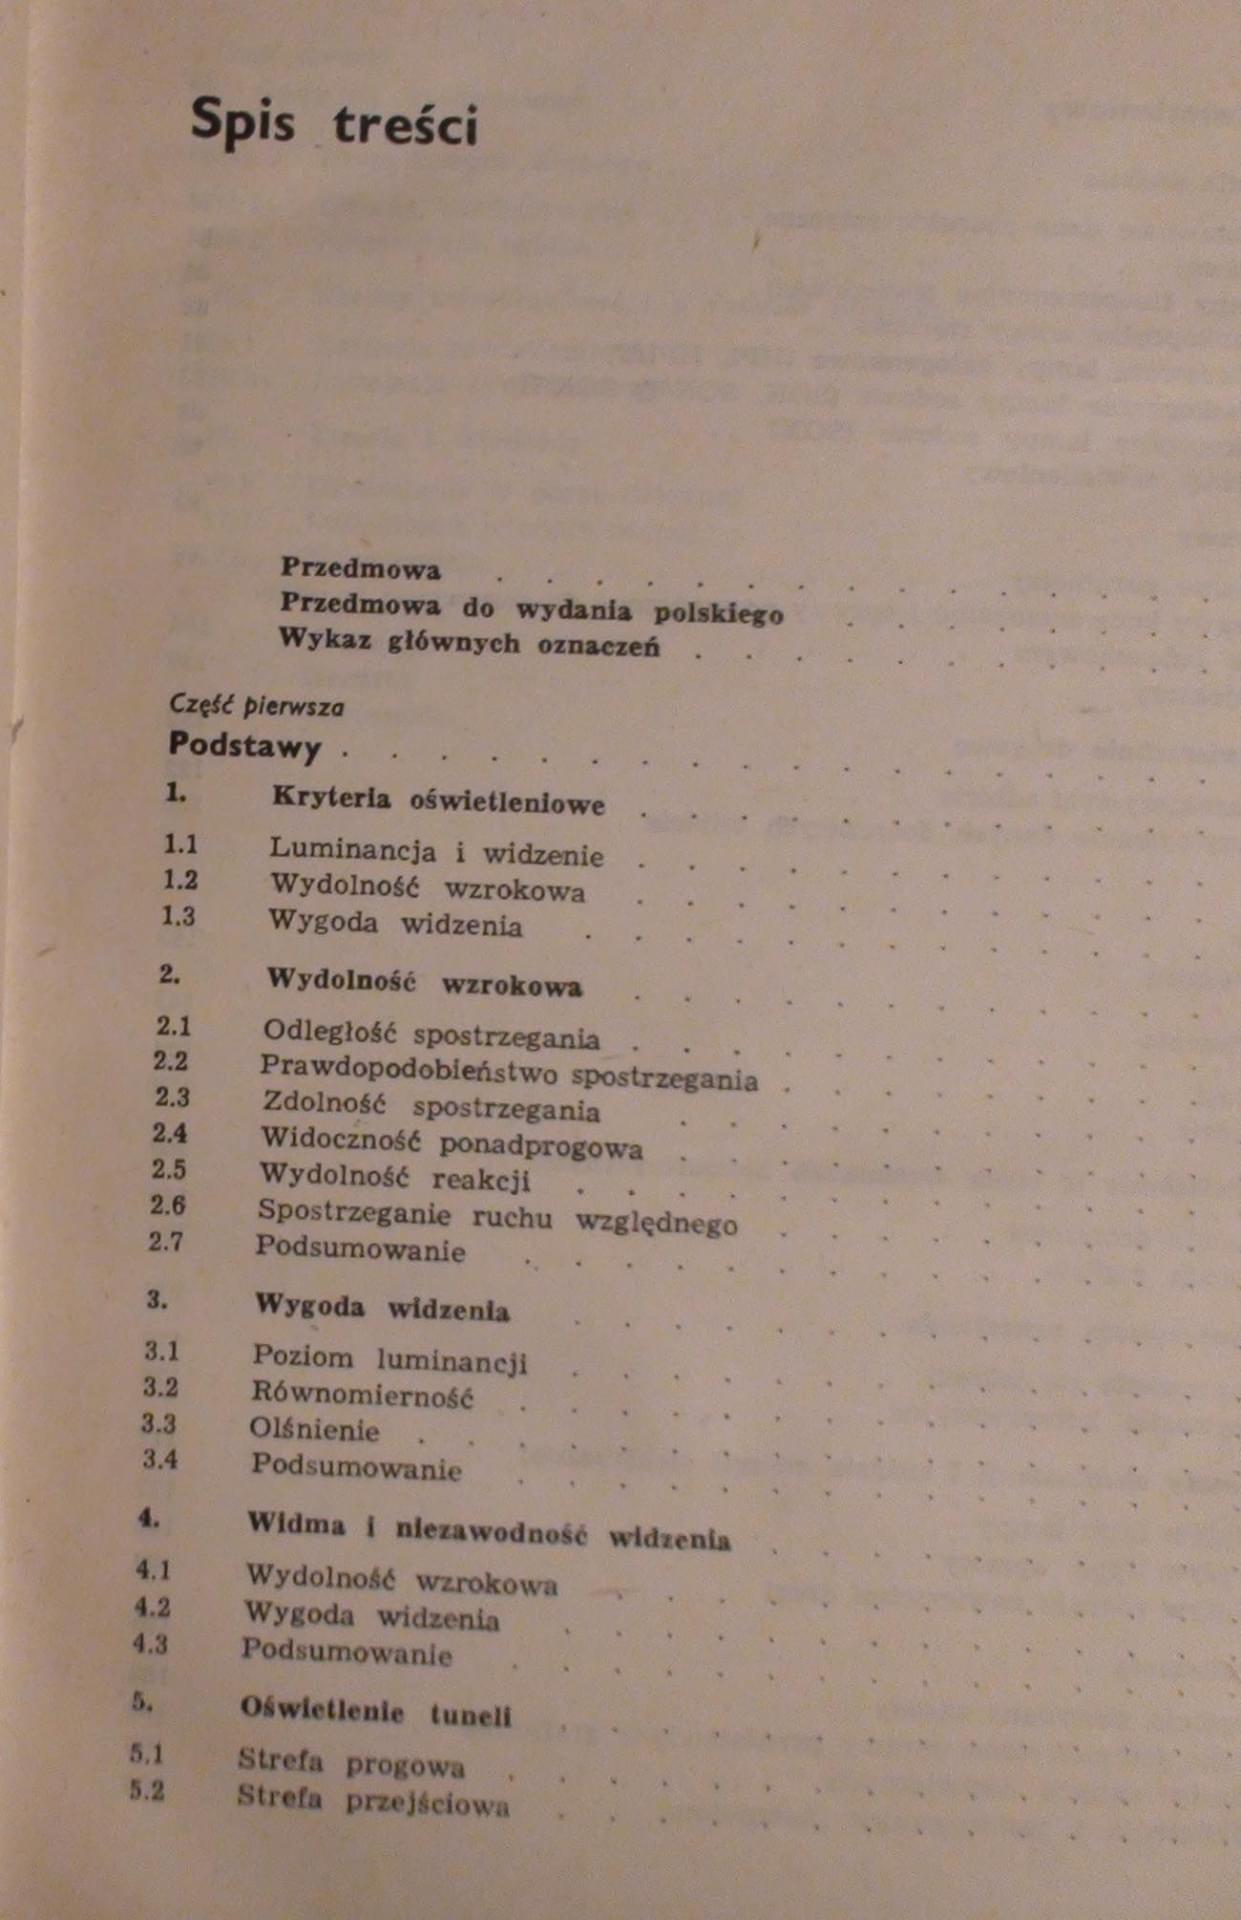 Spis treści
Przedmowa . . . . . . . . . . . . . . .
Przedmowa do wydania polskiego . . . . . . . .
Wykaz głównych oznaczeń . . . . . . . . . . .
Część pierwsza
Podstawy . . . . . . . . . . . . . . . . . .
1. Kryteria oświetleniowe . . . . . . . . . . . .
1.1 Luminancja i widzenie . . . . . . . . . . . .
1.2 Wydolność wzrokowa . . . . . . . . . . . .
1.3 Wygoda widzenia . . . . . . . . . . . . .
2. Wydolność wzrokowa . . . . . . . . . . . .
2.1 Odległość spostrzegania . . . . . . . . . . . .
2.2 Prawdopodobieństwo spostrzegania . . . . . . . . .
2.3 Zdolność spostrzegania . . . . . . . . . . .
2.4 Widoczność ponadprogowa . . . . . . . . . . .
2.5 Wydolność reakcji . . . . . . . . . . . . .
2.6 Spostrzeganie ruchu względnego . . . . . . . . .
2.7 Podsumowanie . . . . . . . . . . . . . .
3. Wygoda widzenia . . . . . . . . . . . . .
3.1 Poziom luminancji . . . . . . . . . . . . .
3.2 Równomierność . . . . . . . . . . . . . .
3.3 Olśnienie . . . . . . . . . . . . . . . .
3.4 Podsumowanie . . . . . . . . . . . . . .
4. Widma i niezawodność widzenia . . . . . . . . .
4.1 Wydolność wzrokowa . . . . . . . . . . . .
4.2 Wygoda widzenia . . . . . . . . . . . . .
4.3 Podsumowanie . . . . . . . . . . . . . .
5. Oświetlenie tuneli . . . . . . . . . . . . .
5.1 Strefa progowa . . . . . . . . . . . . . .
5.2 Strefa przejściowa . . . . . . . . . . . . .